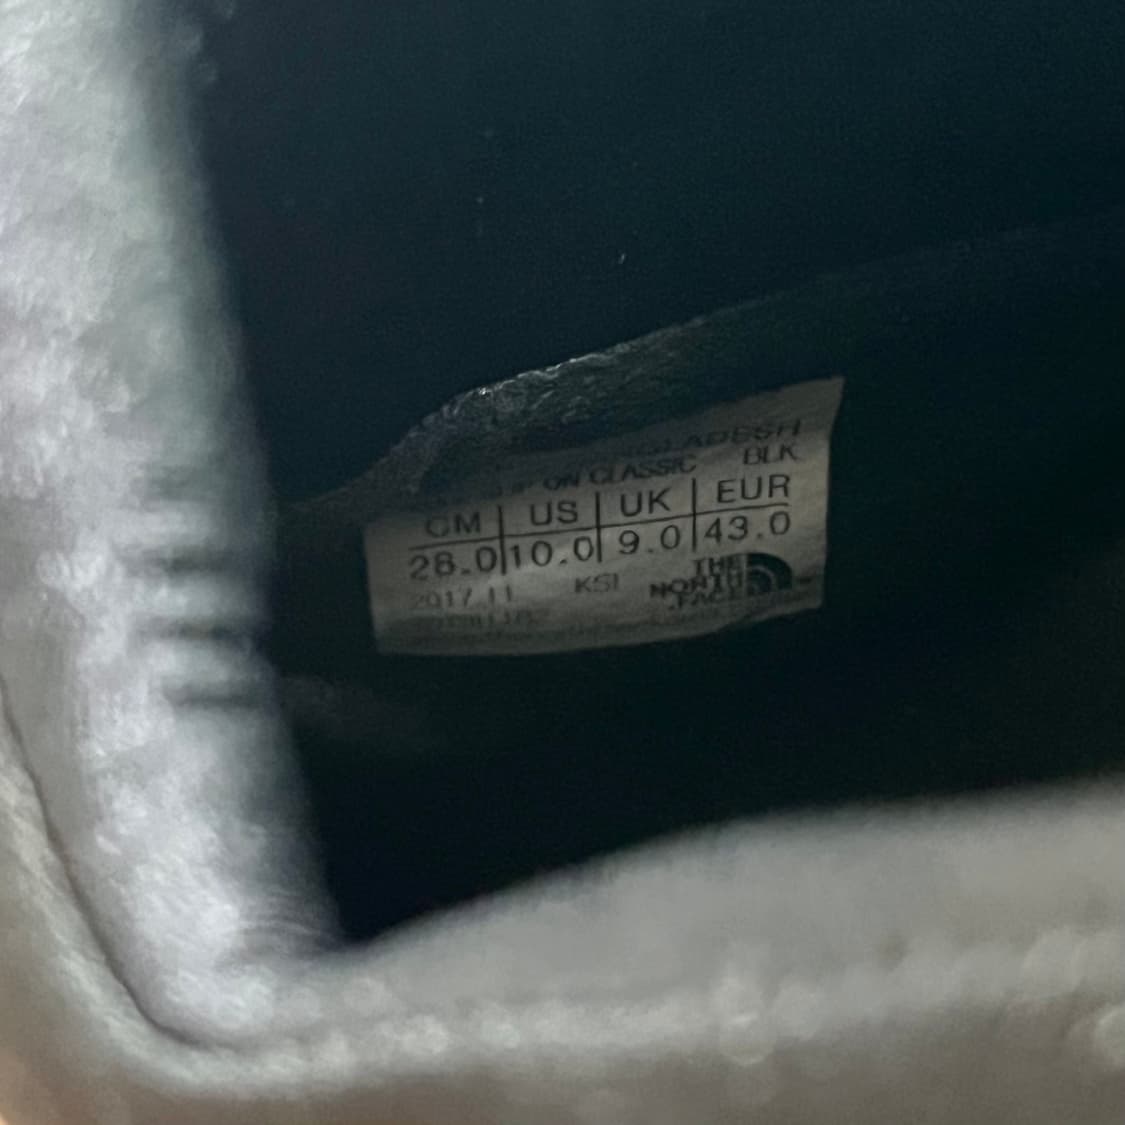 ON CLASSIC BLK
CM US UK EUR
28.0 10.0 9.0 43.0
2017.11 KSI
THE
NORTH
FACE